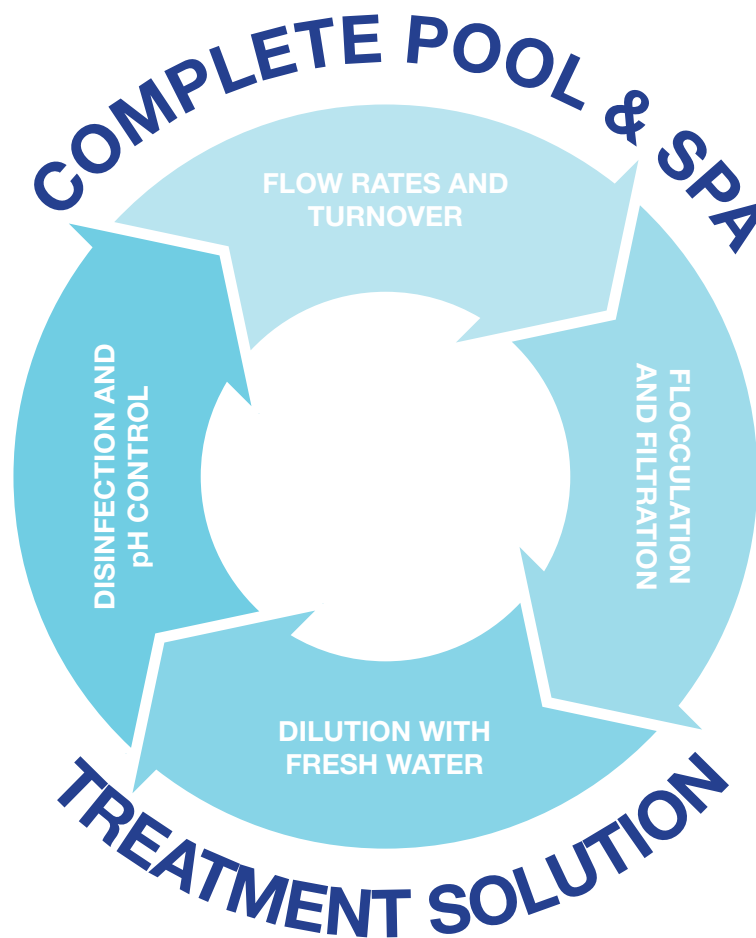 COMPLETE POOL & SPA
FLOW RATES AND
TURNOVER
FLOCCULATION
AND FILTRATION
DILUTION WITH
FRESH WATER
DISINFECTION AND
pH CONTROL
TREATMENT SOLUTION